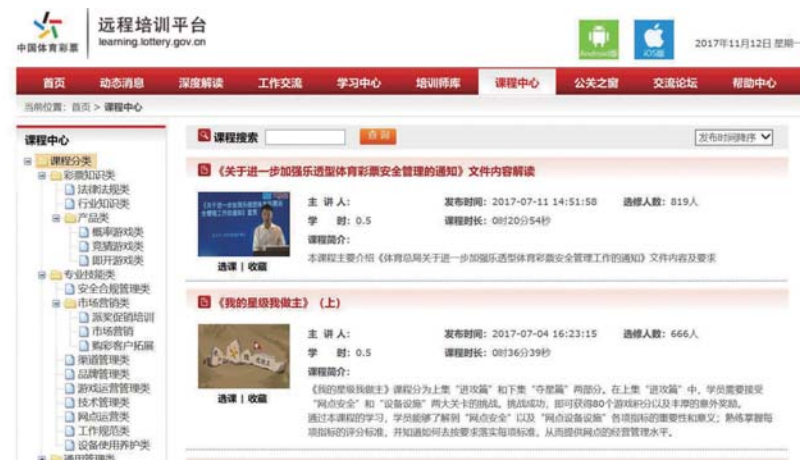 中国体育彩票
远程培训平台
learning.lottery.gov.cn
Android版
iOS版
2017年11月12日 星期一
首页 动态消息 深度解读 工作交流 学习中心 培训师库 课程中心 公关之窗 交流论坛 帮助中心
当前位置：首页 > 课程中心
课程中心
课程分类
彩票知识类
法律法规类
行业知识类
产品类
概率游戏类
竞猜游戏类
即开游戏类
专业技能类
安全合规管理类
市场营销类
派奖促销培训
市场营销
购彩客户拓展
渠道管理类
品牌管理类
游戏运营管理类
技术管理类
网点运营类
工作规范类
设备使用养护类
通用管理类
课程搜索 查 询 发布时间降序
《关于进一步加强乐透型体育彩票安全管理的通知》文件内容解读
主 讲 人： 发布时间：2017-07-11 14:51:58 选修人数：819人
学 时：0.5 课程时长：0时20分54秒
课程简介：
本课程主要介绍《体育总局关于进一步加强乐透型体育彩票安全管理工作的通知》文件内容及要求
选课 | 收藏
《我的星级我做主》（上）
主 讲 人： 发布时间：2017-07-04 16:23:15 选修人数：666人
学 时：0.5 课程时长：0时36分39秒
课程简介：
《我的星级我做主》课程分为上集“进攻篇”和下集“夺星篇”两部分。在上集“进攻篇”中，学员需要接受
“网点安全”和“设备设施”两大关卡的挑战。挑战成功，即可获得80个游戏积分以及丰厚的意外奖励。
通过本课程的学习，学员能够了解到“网点安全”以及“网点设备设施”各项指标的重要性和意义；熟练掌握每
项指标的评分标准，并知道如何去按要求落实每项标准，从而提供网点的经营管理水平。
选课 | 收藏